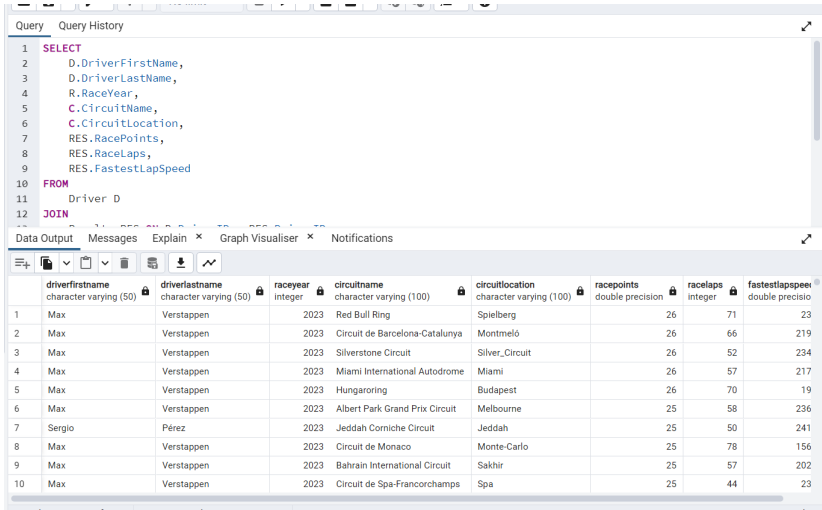 Query Query History
1 SELECT
2 D.DriverFirstName,
3 D.DriverLastName,
4 R.RaceYear,
5 C.CircuitName,
6 C.CircuitLocation,
7 RES.RacePoints,
8 RES.RaceLaps,
9 RES.FastestLapSpeed
10 FROM
11 Driver D
12 JOIN
Data Output Messages Explain × Graph Visualiser × Notifications
driverfirstname driverlastname raceyear circuitname circuitlocation racepoints racelaps fastestlapspeed
character varying (50) character varying (50) integer character varying (100) character varying (100) double precision integer double precisio
1 Max Verstappen 2023 Red Bull Ring Spielberg 26 71 23
2 Max Verstappen 2023 Circuit de Barcelona-Catalunya Montmeló 26 66 219
3 Max Verstappen 2023 Silverstone Circuit Silver_Circuit 26 52 234
4 Max Verstappen 2023 Miami International Autodrome Miami 26 57 217
5 Max Verstappen 2023 Hungaroring Budapest 26 70 19
6 Max Verstappen 2023 Albert Park Grand Prix Circuit Melbourne 25 58 236
7 Sergio Pérez 2023 Jeddah Corniche Circuit Jeddah 25 50 241
8 Max Verstappen 2023 Circuit de Monaco Monte-Carlo 25 78 156
9 Max Verstappen 2023 Bahrain International Circuit Sakhir 25 57 202
10 Max Verstappen 2023 Circuit de Spa-Francorchamps Spa 25 44 23